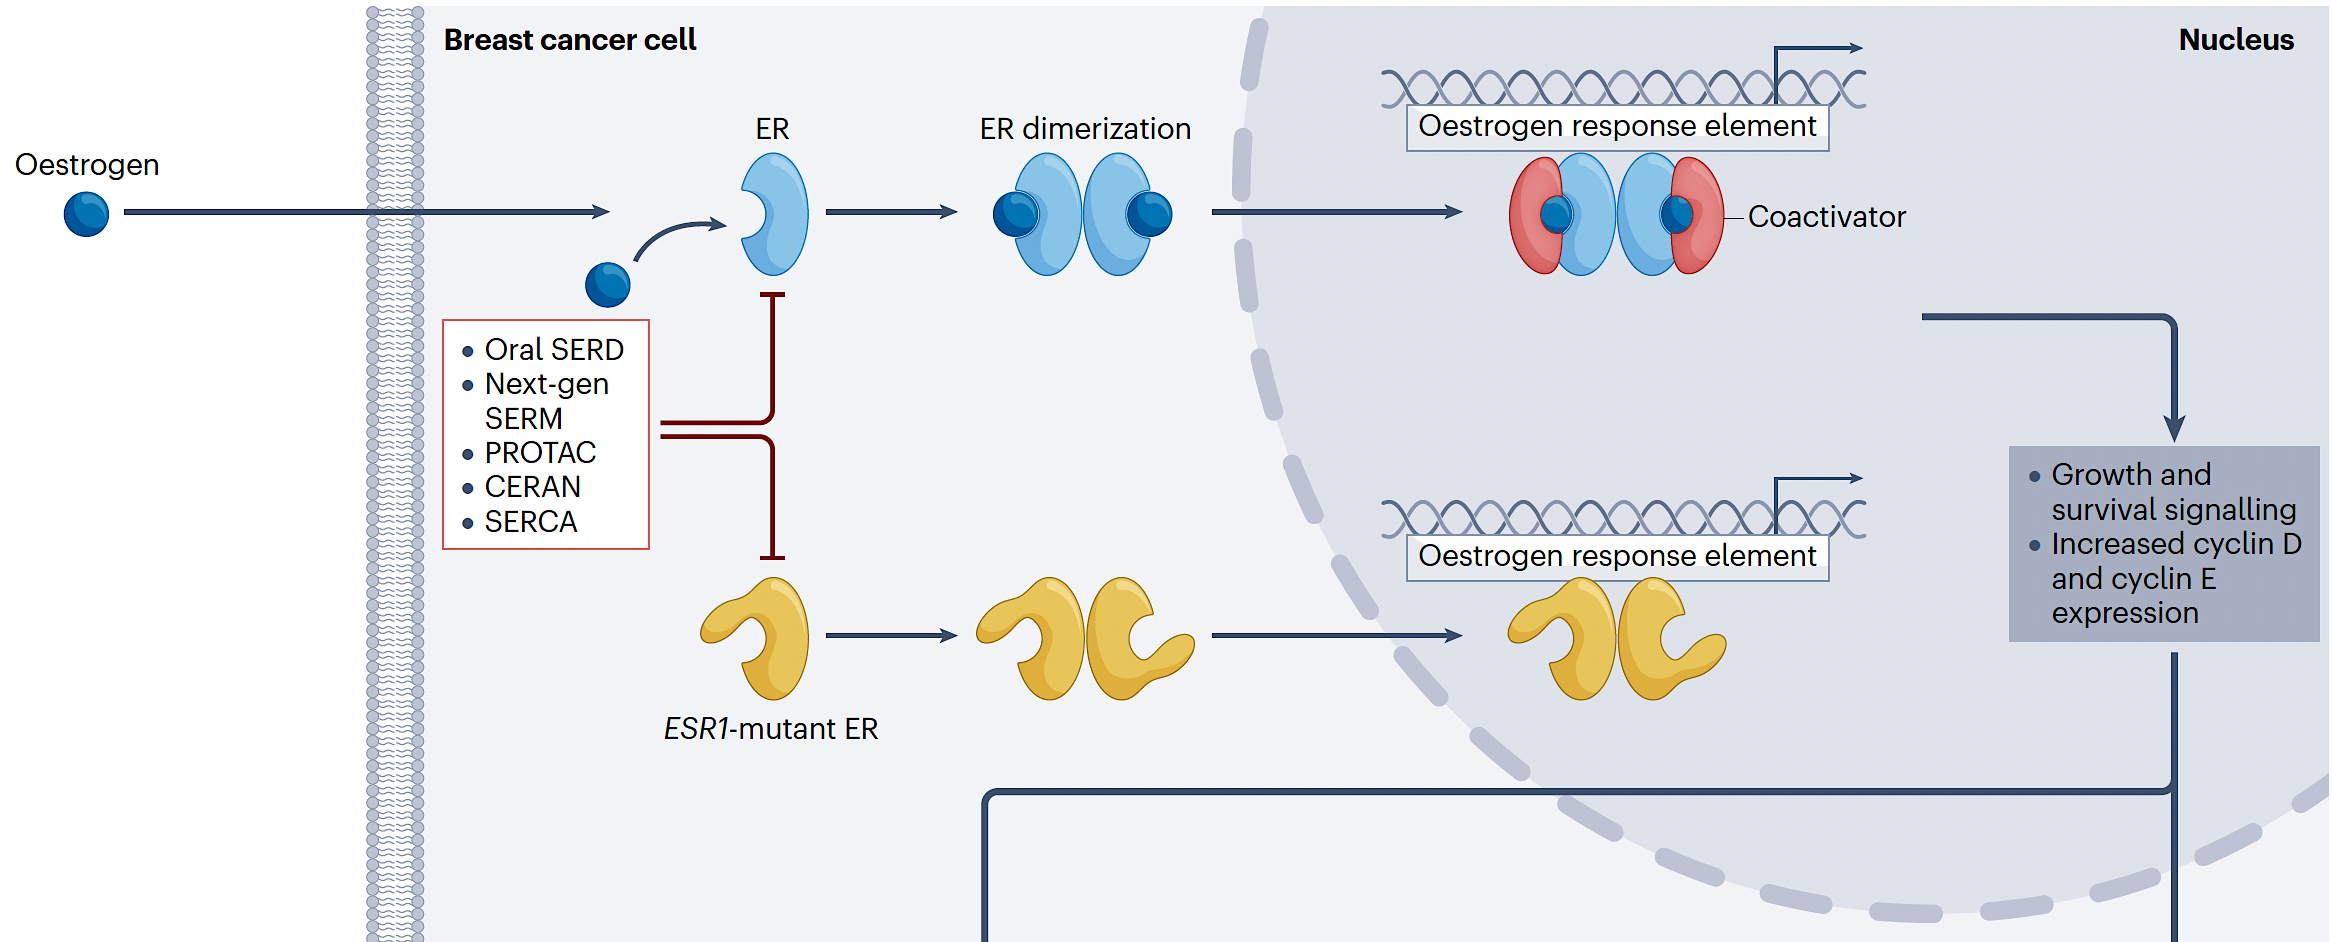 Breast cancer cell
Nucleus
Oestrogen
ER
ER dimerization
Oestrogen response element
Coactivator
• Oral SERD
• Next-gen
SERM
• PROTAC
• CERAN
• SERCA
Oestrogen response element
• Growth and
survival signalling
• Increased cyclin D
and cyclin E
expression
ESR1-mutant ER